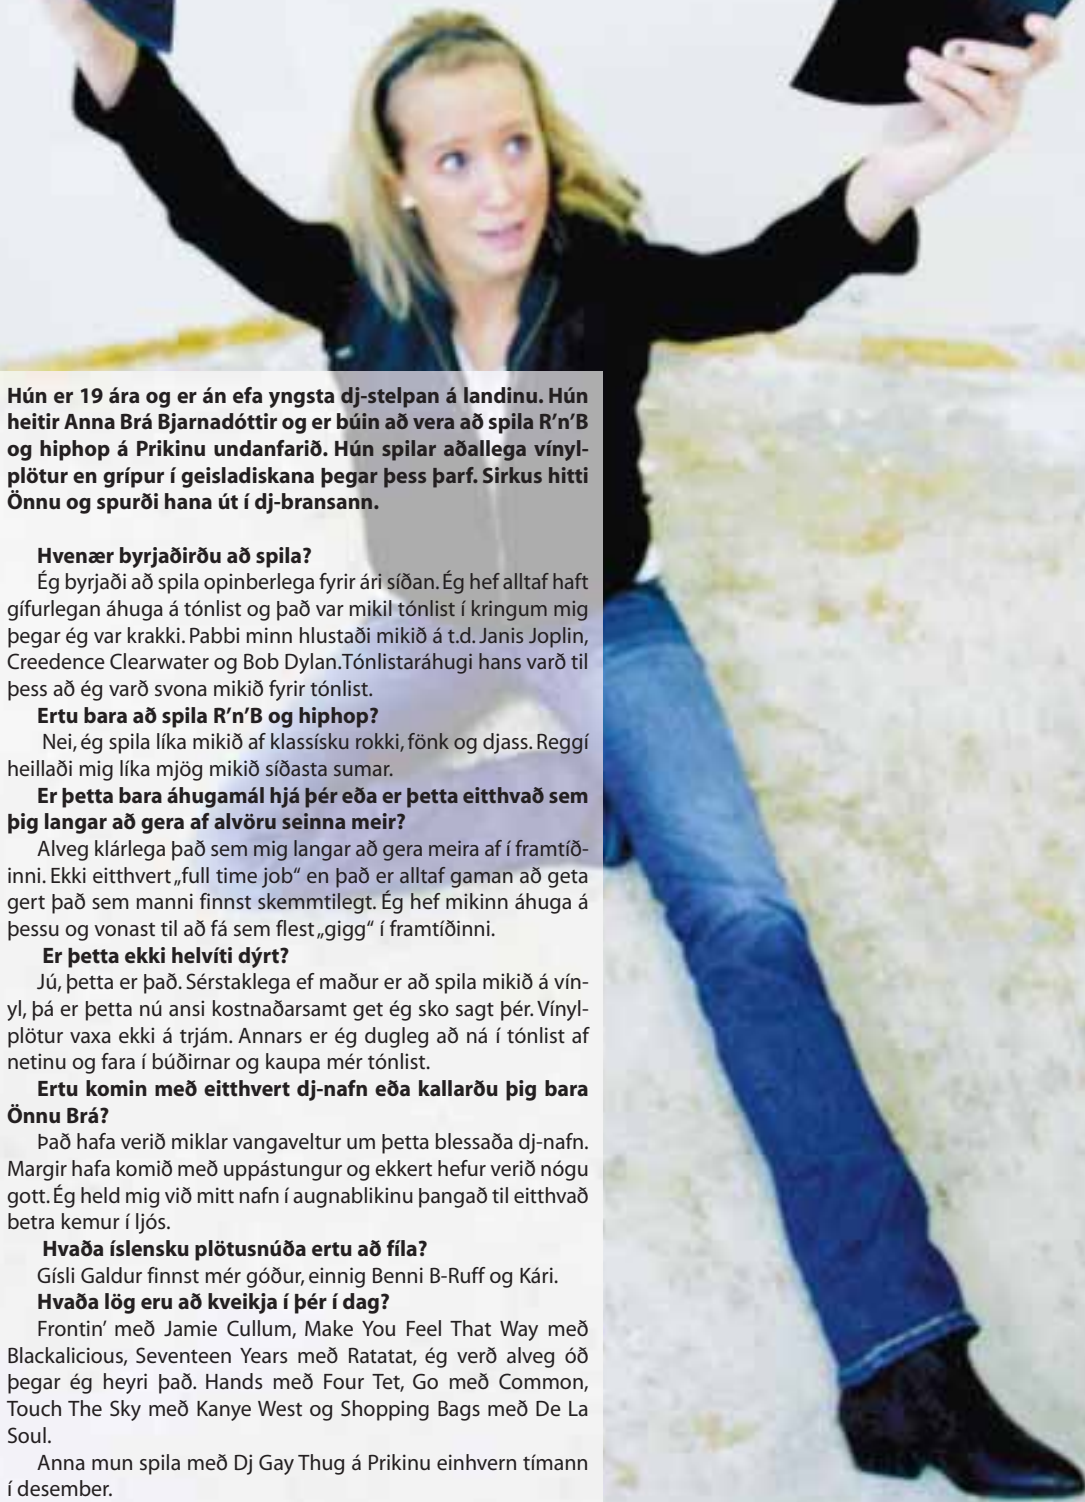 Hún er 19 ára og er án efa yngsta dj-stelpan á landinu. Hún
heitir Anna Brá Bjarnadóttir og er búin að vera að spila R’n’B
og hiphop á Prikinu undanfarið. Hún spilar aðallega vínyl-
plötur en grípur í geisladiskana þegar þess þarf. Sirkus hitti
Önnu og spurði hana út í dj-bransann.
Hvenær byrjaðirðu að spila?
Ég byrjaði að spila opinberlega fyrir ári síðan. Ég hef alltaf haft
gífurlegan áhuga á tónlist og það var mikil tónlist í kringum mig
þegar ég var krakki. Pabbi minn hlustaði mikið á t.d. Janis Joplin,
Creedence Clearwater og Bob Dylan.Tónlistaráhugi hans varð til
þess að ég varð svona mikið fyrir tónlist.
Ertu bara að spila R’n’B og hiphop?
Nei, ég spila líka mikið af klassísku rokki, fönk og djass. Reggí
heillaði mig líka mjög mikið síðasta sumar.
Er þetta bara áhugamál hjá þér eða er þetta eitthvað sem
þig langar að gera af alvöru seinna meir?
Alveg klárlega það sem mig langar að gera meira af í framtíð-
inni. Ekki eitthvert „full time job“ en það er alltaf gaman að geta
gert það sem manni finnst skemmtilegt. Ég hef mikinn áhuga á
þessu og vonast til að fá sem flest „gigg“ í framtíðinni.
Er þetta ekki helvíti dýrt?
Jú, þetta er það. Sérstaklega ef maður er að spila mikið á vín-
yl, þá er þetta nú ansi kostnaðarsamt get ég sko sagt þér. Vínyl-
plötur vaxa ekki á trjám. Annars er ég dugleg að ná í tónlist af
netinu og fara í búðirnar og kaupa mér tónlist.
Ertu komin með eitthvert dj-nafn eða kallarðu þig bara
Önnu Brá?
Það hafa verið miklar vangaveltur um þetta blessaða dj-nafn.
Margir hafa komið með uppástungur og ekkert hefur verið nógu
gott. Ég held mig við mitt nafn í augnablikinu þangað til eitthvað
betra kemur í ljós.
Hvaða íslensku plötusnúða ertu að fíla?
Gísli Galdur finnst mér góður, einnig Benni B-Ruff og Kári.
Hvaða lög eru að kveikja í þér í dag?
Frontin’ með Jamie Cullum, Make You Feel That Way með
Blackalicious, Seventeen Years með Ratatat, ég verð alveg óð
þegar ég heyri það. Hands með Four Tet, Go með Common,
Touch The Sky með Kanye West og Shopping Bags með De La
Soul.
Anna mun spila með Dj Gay Thug á Prikinu einhvern tímann
í desember.